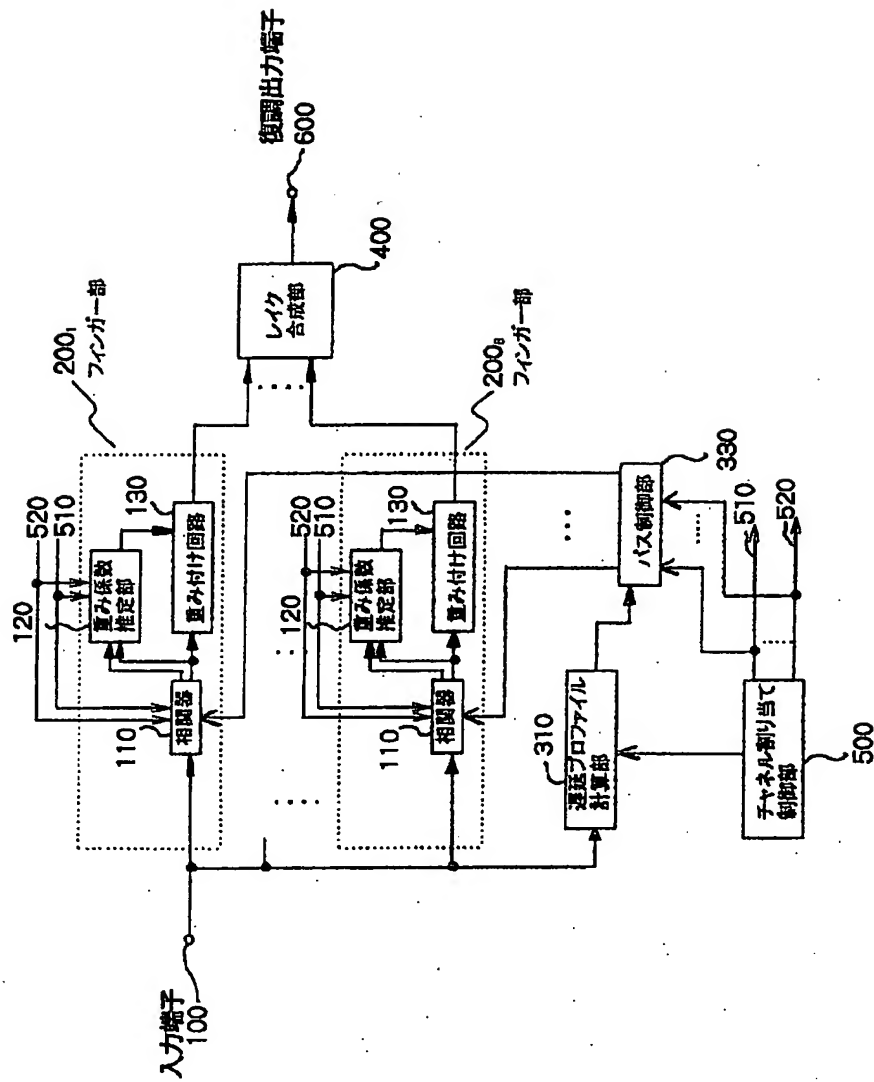 入力端子
100
520
510
120
重み係数
推定部
130
重み付け回路
相関器
110
200₁
フィンガー部
520
510
120
重み係数
推定部
130
重み付け回路
相関器
110
200₈
フィンガー部
レイク
合成部
400
復調出力端子
600
310
遅延プロファイル
計算部
パス制御部
330
510
520
チャネル割り当て
制御部
500